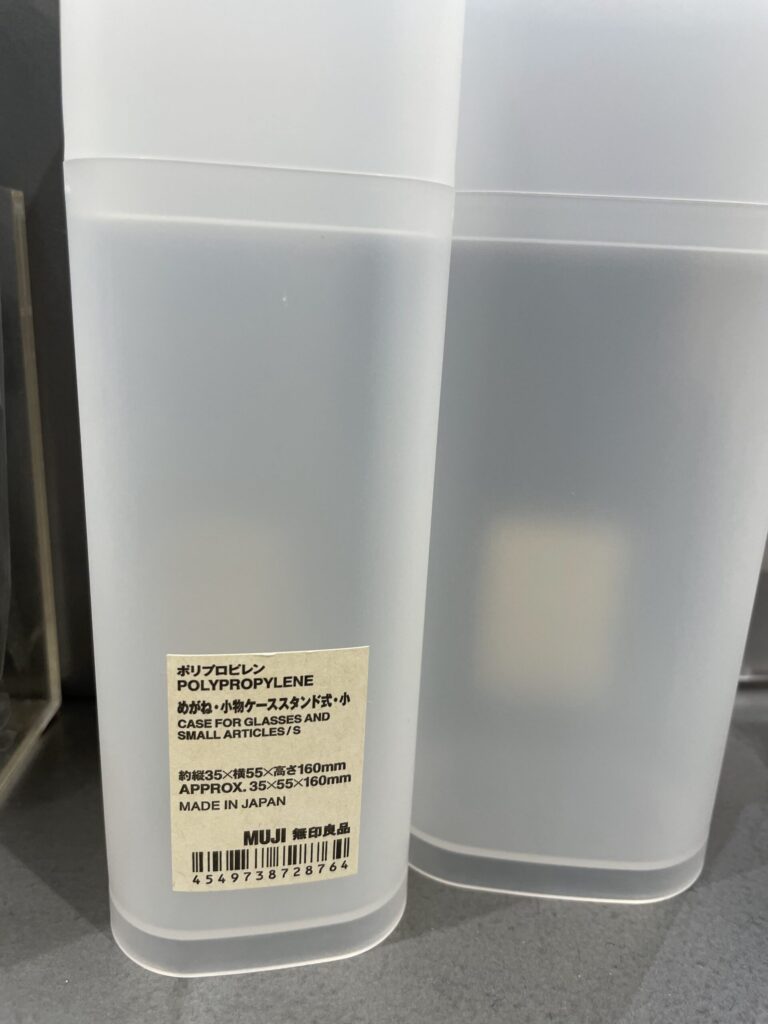 ポリプロピレン
POLYPROPYLENE
めがね・小物ケーススタンド式・小
CASE FOR GLASSES AND
SMALL ARTICLES/S
約縦35×横55×高さ160mm
APPROX. 35×55×160mm
MADE IN JAPAN
MUJI 無印良品
4549738728764